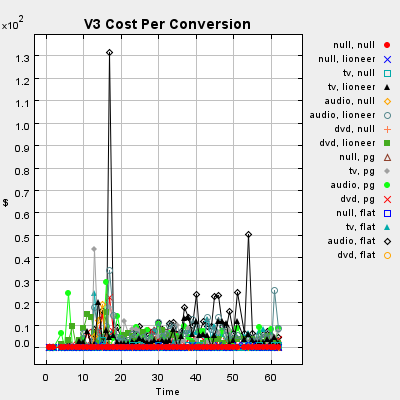 V3 Cost Per Conversion
×10²
1.3
1.2
1.1
1.0
0.9
0.8
0.7
0.6
0.5
0.4
0.3
0.2
0.1
0.0
$
0 10 20 30 40 50 60
Time
null, null
null, lioneer
tv, null
tv, lioneer
audio, null
audio, lioneer
dvd, null
dvd, lioneer
null, pg
tv, pg
audio, pg
dvd, pg
null, flat
tv, flat
audio, flat
dvd, flat